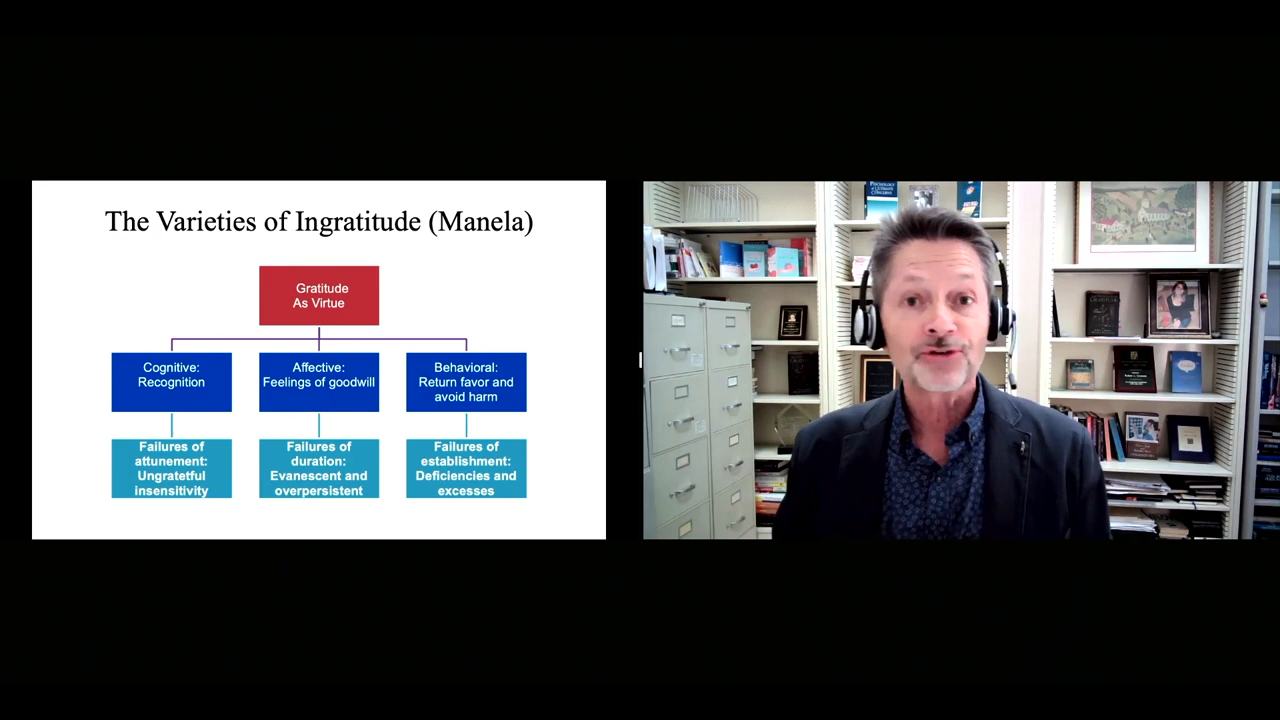 The Varieties of Ingratitude (Manela)
Gratitude
As Virtue
Cognitive:
Recognition
Affective:
Feelings of goodwill
Behavioral:
Return favor and
avoid harm
Failures of
attunement:
Ungratetful
insensitivity
Failures of
duration:
Evanescent and
overpersistent
Failures of
establishment:
Deficiencies and
excesses